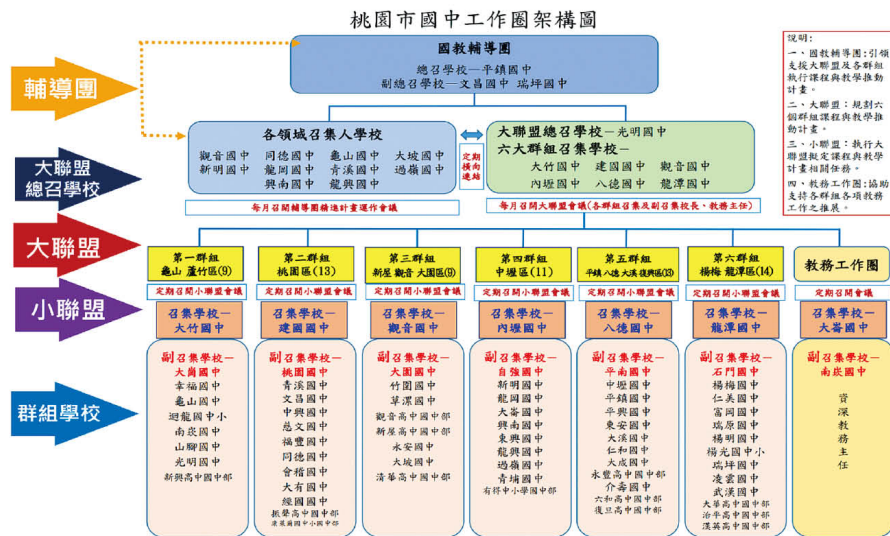 桃園市國中工作圈架構圖
輔導團
大聯盟
總召學校
大聯盟
小聯盟
群組學校
國教輔導團
總召學校—平鎮國中
副總召學校—文昌國中 瑞坪國中
各領域召集人學校
觀音國中 同德國中 龜山國中 大坡國中
新明國中 龍岡國中 青溪國中 過嶺國中
興南國中 龍興國中
定期
橫向
連結
大聯盟總召學校—光明國中
六大群組召集學校—
大竹國中 建國國中 觀音國中
內壢國中 八德國中 龍潭國中
說明:
一、國教輔導團:引領
支援大聯盟及各群組
執行課程與教學推動
計畫。
二、大聯盟:規劃六
個群組課程與教學推
動計畫。
三、小聯盟:執行大
聯盟擬定課程與教學
計畫相關任務。
四、教務工作圈:協助
支持各群組各項教務
工作之推展。
每月召開輔導團精進計畫運作會議
每月召開大聯盟會議(各群組召集及副召集校長、教務主任)
第一群組
龜山 蘆竹區(9)
定期召開小聯盟會議
召集學校—
大竹國中
副召集學校—
大崗國中
幸福國中
龜山國中
迴龍國中小
南崁國中
山腳國中
光明國中
新興高中國中部
第二群組
桃園區(13)
定期召開小聯盟會議
召集學校—
建國國中
副召集學校—
桃園國中
青溪國中
文昌國中
中興國中
慈文國中
福豐國中
同德國中
會稽國中
大有國中
經國國中
振聲高中國中部
第三群組
新屋 觀音 大園區(9)
定期召開小聯盟會議
召集學校—
觀音國中
副召集學校—
大園國中
竹圍國中
草漯國中
觀音高中國中部
新屋高中國中部
永安國中
大坡國中
清華高中國中部
第四群組
中壢區(11)
定期召開小聯盟會議
召集學校—
內壢國中
副召集學校—
自強國中
新明國中
龍岡國中
大崙國中
興南國中
東興國中
龍興國中
過嶺國中
青埔國中
有得中小學國中部
第五群組
平鎮 八德 大溪 復興區(13)
定期召開小聯盟會議
召集學校—
八德國中
副召集學校—
平南國中
中壢國中
平鎮國中
平興國中
東安國中
大溪國中
仁和國中
大成國中
永豐高中國中部
介壽國中
六和高中國中部
復旦高中國中部
第六群組
楊梅 龍潭區(14)
定期召開小聯盟會議
召集學校—
龍潭國中
副召集學校—
石門國中
楊梅國中
仁美國中
富岡國中
瑞原國中
楊明國中
楊光國中小
瑞坪國中
凌雲國中
武漢國中
大華高中國中部
治平高中國中部
漢英高中國中部
教務工作圈
定期召開會議
召集學校—
大崙國中
副召集學校—
南崁國中
資
深
教
務
主
任